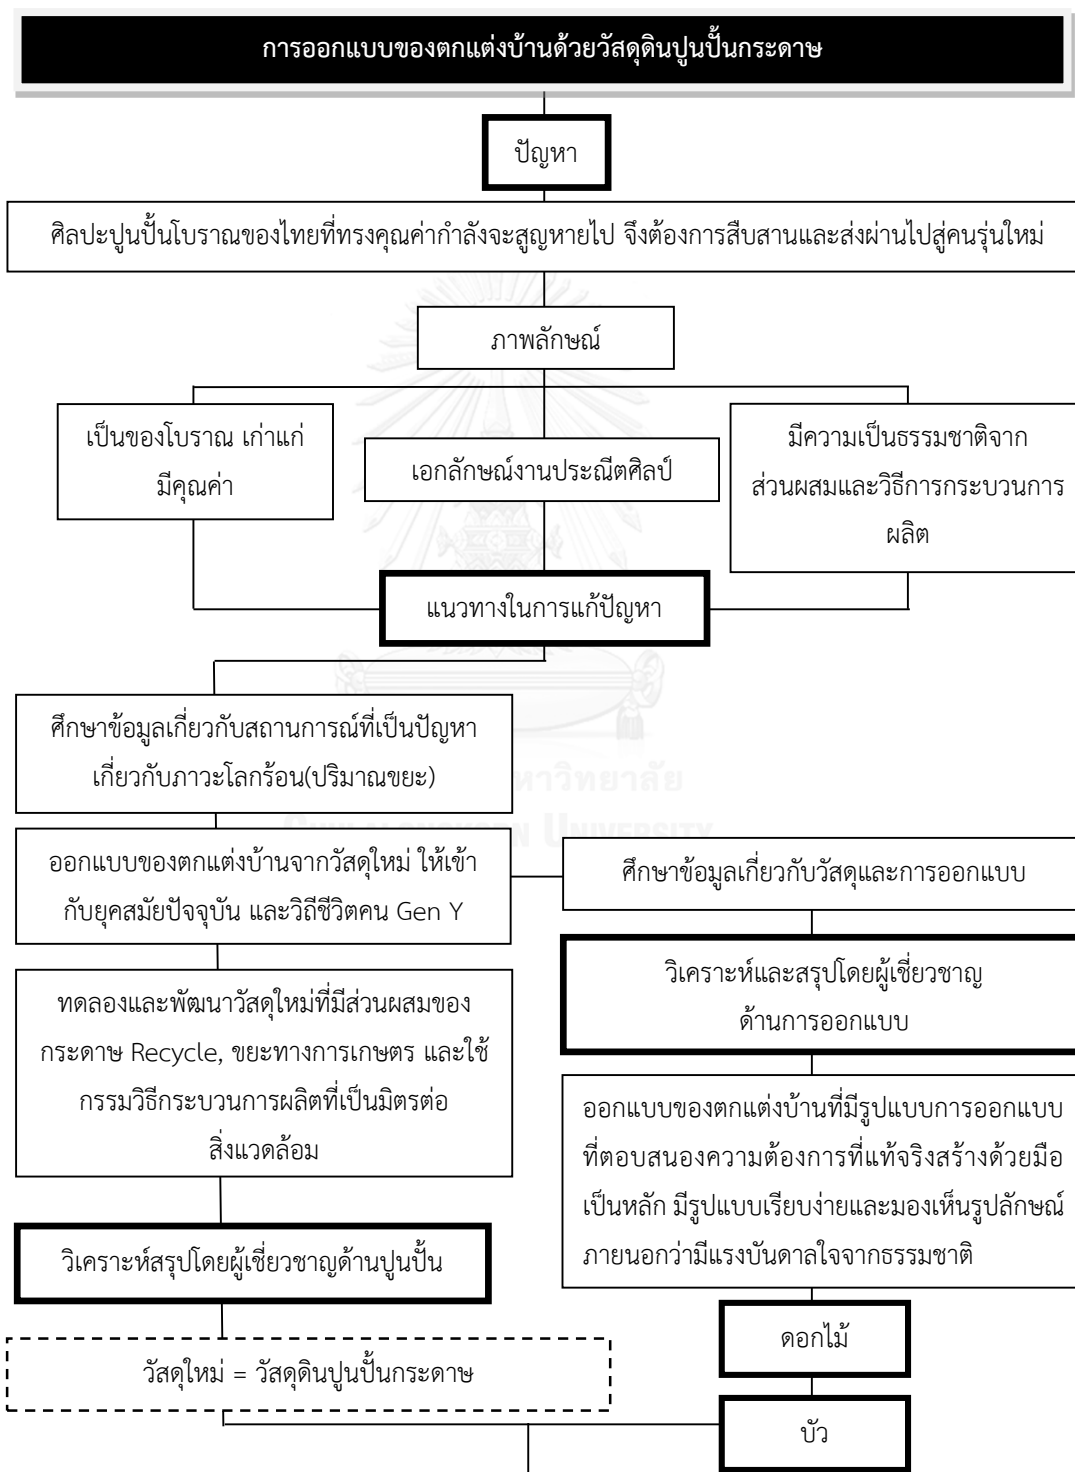 การออกแบบของตกแต่งบ้านด้วยวัสดุดินปูนปั้นกระดาษ
ปัญหา
ศิลปะปูนปั้นโบราณของไทยที่ทรงคุณค่ากำลังจะสูญหายไป จึงต้องการสืบสานและส่งผ่านไปสู่คนรุ่นใหม่
ภาพลักษณ์
เป็นของโบราณ เก่าแก่
มีคุณค่า
เอกลักษณ์งานประณีตศิลป์
มีความเป็นธรรมชาติจาก
ส่วนผสมและวิธีการกระบวนการ
ผลิต
แนวทางในการแก้ปัญหา
ศึกษาข้อมูลเกี่ยวกับสถานการณ์ที่เป็นปัญหา
เกี่ยวกับภาวะโลกร้อน(ปริมาณขยะ)
ออกแบบของตกแต่งบ้านจากวัสดุใหม่ ให้เข้า
กับยุคสมัยปัจจุบัน และวิถีชีวิตคน Gen Y
ทดลองและพัฒนาวัสดุใหม่ที่มีส่วนผสมของ
กระดาษ Recycle, ขยะทางการเกษตร และใช้
กรรมวิธีกระบวนการผลิตที่เป็นมิตรต่อ
สิ่งแวดล้อม
วิเคราะห์สรุปโดยผู้เชี่ยวชาญด้านปูนปั้น
วัสดุใหม่ = วัสดุดินปูนปั้นกระดาษ
ศึกษาข้อมูลเกี่ยวกับวัสดุและการออกแบบ
วิเคราะห์และสรุปโดยผู้เชี่ยวชาญ
ด้านการออกแบบ
ออกแบบของตกแต่งบ้านที่มีรูปแบบการออกแบบ
ที่ตอบสนองความต้องการที่แท้จริงสร้างด้วยมือ
เป็นหลัก มีรูปแบบเรียบง่ายและมองเห็นรูปลักษณ์
ภายนอกว่ามีแรงบันดาลใจจากธรรมชาติ
ดอกไม้
บัว
หาวิทยาลัย
UNIVERSITY